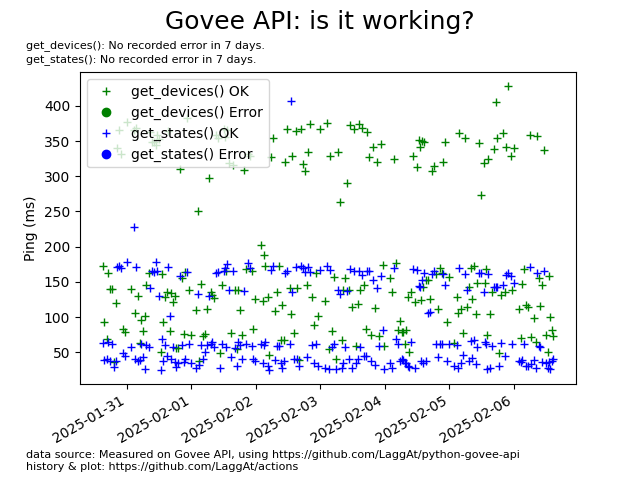 Govee API: is it working?
get_devices(): No recorded error in 7 days.
get_states(): No recorded error in 7 days.
get_devices() OK
get_devices() Error
get_states() OK
get_states() Error
Ping (ms)
400
350
300
250
200
150
100
50
2025-01-31
2025-02-01
2025-02-02
2025-02-03
2025-02-04
2025-02-05
2025-02-06
data source: Measured on Govee API, using https://github.com/LaggAt/python-govee-api
history & plot: https://github.com/LaggAt/actions